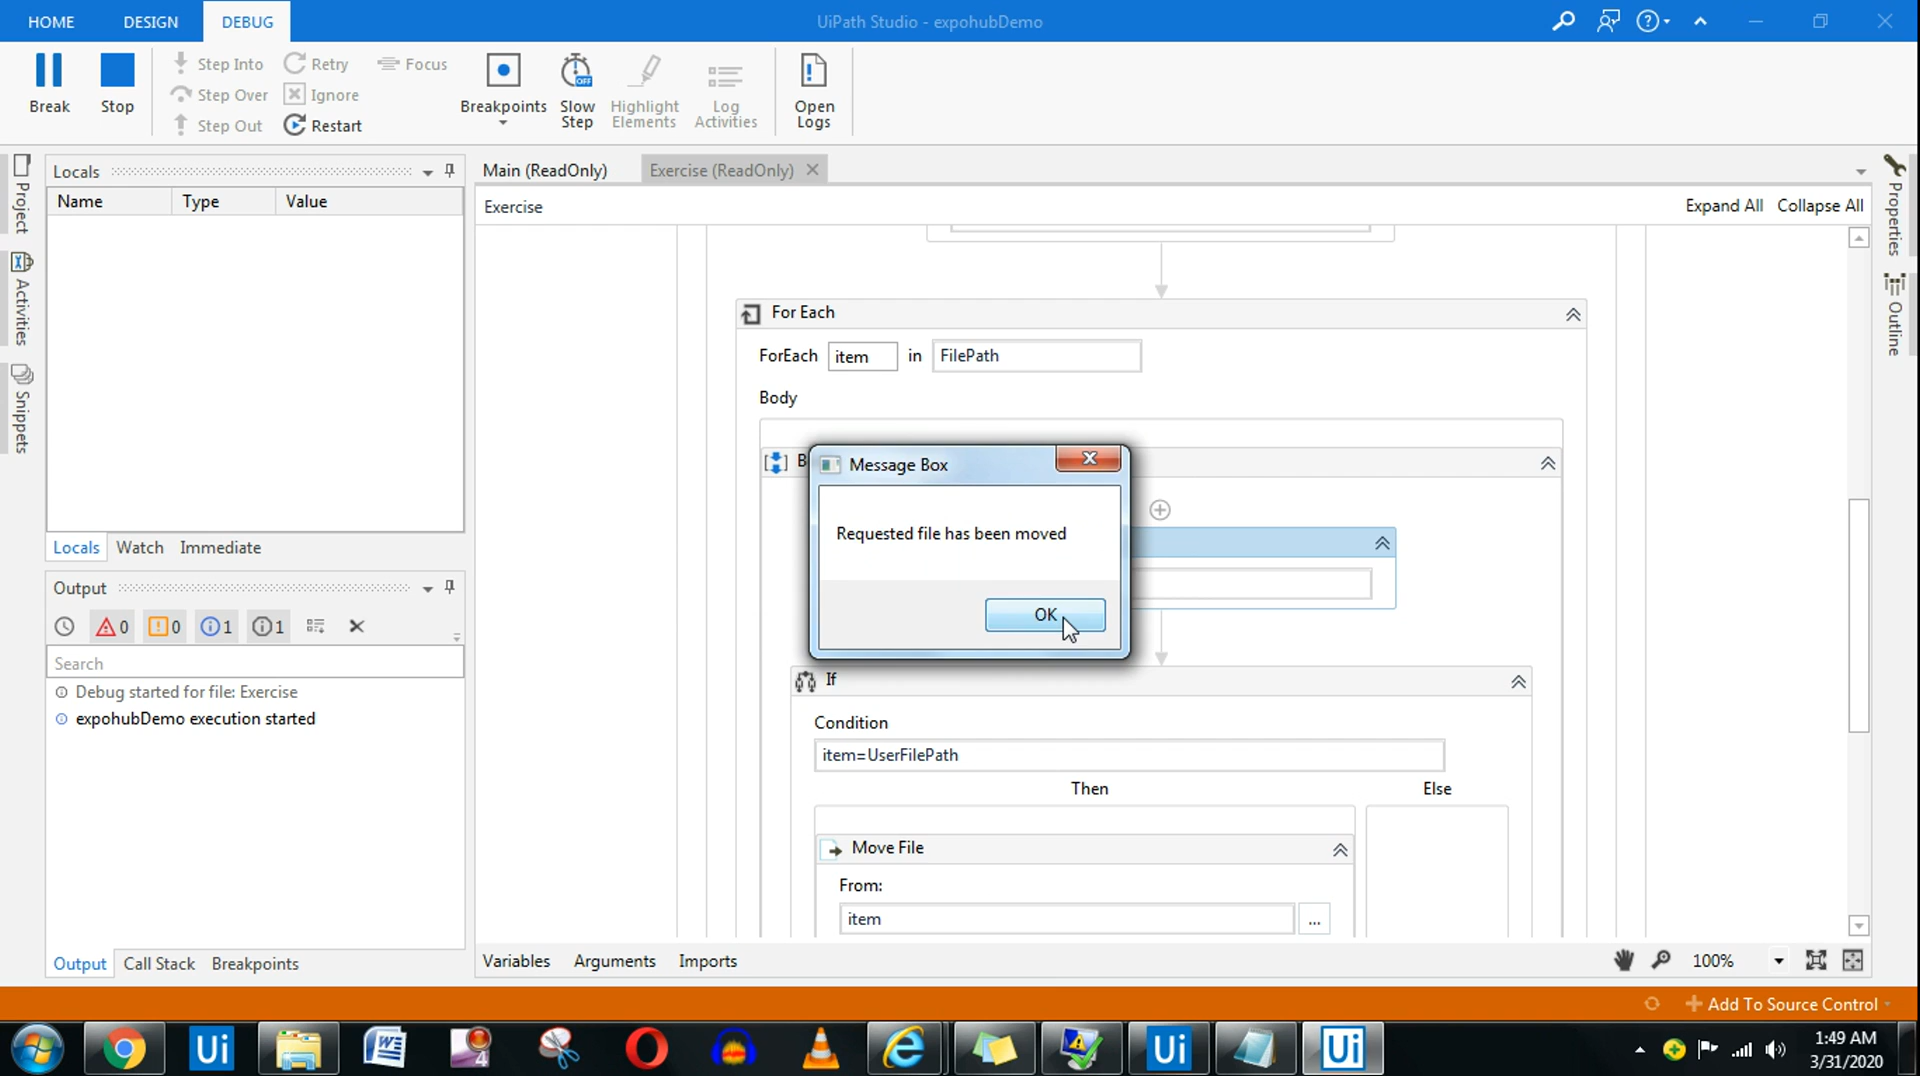 HOME DESIGN DEBUG UiPath Studio - expohubDemo
Break Stop Step Into Step Over Step Out Retry Ignore Restart Focus
Breakpoints Slow Step Highlight Elements Log Activities Open Logs
Project
Activities
Snippets
Locals
Name Type Value
Locals Watch Immediate
Output
0 0 1 1
Search
Debug started for file: Exercise
expohubDemo execution started
Output Call Stack Breakpoints
Main (ReadOnly) Exercise (ReadOnly)
Exercise Expand All Collapse All
For Each
ForEach item in FilePath
Body
B
Message Box
Requested file has been moved
OK
If
Condition
item=UserFilePath
Then Else
Move File
From:
item ...
Variables Arguments Imports 100%
Properties
Outline
Add To Source Control
1:49 AM
3/31/2020
Ui
4
Ui
Ui